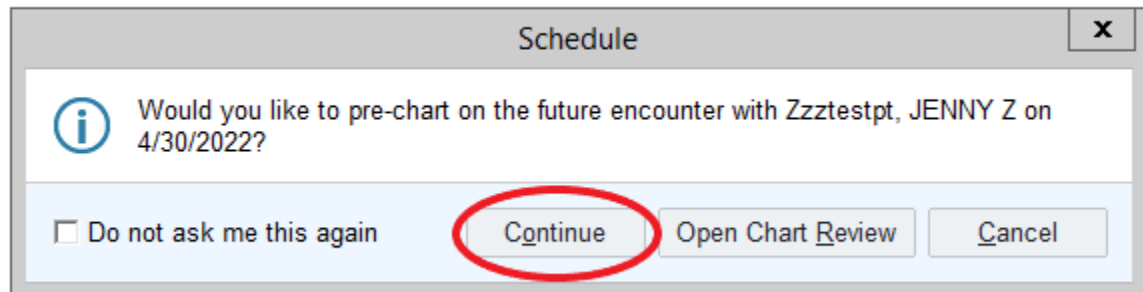 Schedule
x
Would you like to pre-chart on the future encounter with Zzztestpt, JENNY Z on
4/30/2022?
Do not ask me this again
Continue
Open Chart Review
Cancel